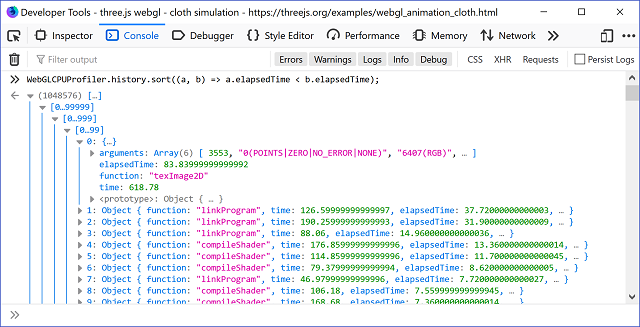 Developer Tools - three.js webgl - cloth simulation - https://threejs.org/examples/webgl_animation_cloth.html
Inspector Console Debugger Style Editor Performance Memory Network
Filter output Errors Warnings Logs Info Debug CSS XHR Requests Persist Logs
WebGLCPUProfiler.history.sort((a, b) => a.elapsedTime < b.elapsedTime);
(1048576) […]
[0…99999]
[0…999]
[0…99]
0: {…}
arguments: Array(6) [ 3553, "0(POINTS|ZERO|NO_ERROR|NONE)", "6407(RGB)", … ]
elapsedTime: 83.83999999999992
function: "texImage2D"
time: 618.78
<prototype>: Object { … }
1: Object { function: "linkProgram", time: 126.59999999999997, elapsedTime: 37.72000000000003, … }
2: Object { function: "linkProgram", time: 190.25999999999993, elapsedTime: 31.90000000000009, … }
3: Object { function: "linkProgram", time: 88.06, elapsedTime: 14.960000000000036, … }
4: Object { function: "compileShader", time: 176.85999999999996, elapsedTime: 13.360000000000014, … }
5: Object { function: "compileShader", time: 114.85999999999996, elapsedTime: 11.700000000000045, … }
6: Object { function: "compileShader", time: 79.37999999999994, elapsedTime: 8.620000000000005, … }
7: Object { function: "linkProgram", time: 46.97999999999996, elapsedTime: 7.720000000000027, … }
8: Object { function: "compileShader", time: 106.18, elapsedTime: 7.559999999999945, … }
9: Object { function: "compileShader", time: 168.68, elapsedTime: 7.360000000000014, … }